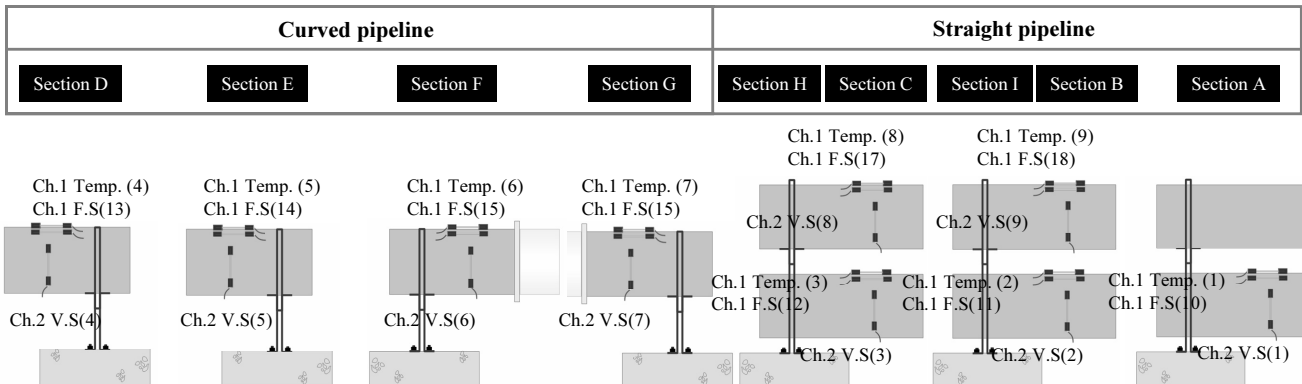 Curved pipeline
Straight pipeline
Section D
Section E
Section F
Section G
Section H
Section C
Section I
Section B
Section A
Ch.1 Temp. (4)
Ch.1 F.S(13)
Ch.2 V.S(4)
Ch.1 Temp. (5)
Ch.1 F.S(14)
Ch.2 V.S(5)
Ch.1 Temp. (6)
Ch.1 F.S(15)
Ch.2 V.S(6)
Ch.1 Temp. (7)
Ch.1 F.S(15)
Ch.2 V.S(7)
Ch.1 Temp. (8)
Ch.1 F.S(17)
Ch.2 V.S(8)
Ch.1 Temp. (3)
Ch.1 F.S(12)
Ch.2 V.S(3)
Ch.1 Temp. (9)
Ch.1 F.S(18)
Ch.2 V.S(9)
Ch.1 Temp. (2)
Ch.1 F.S(11)
Ch.2 V.S(2)
Ch.1 Temp. (1)
Ch.1 F.S(10)
Ch.2 V.S(1)